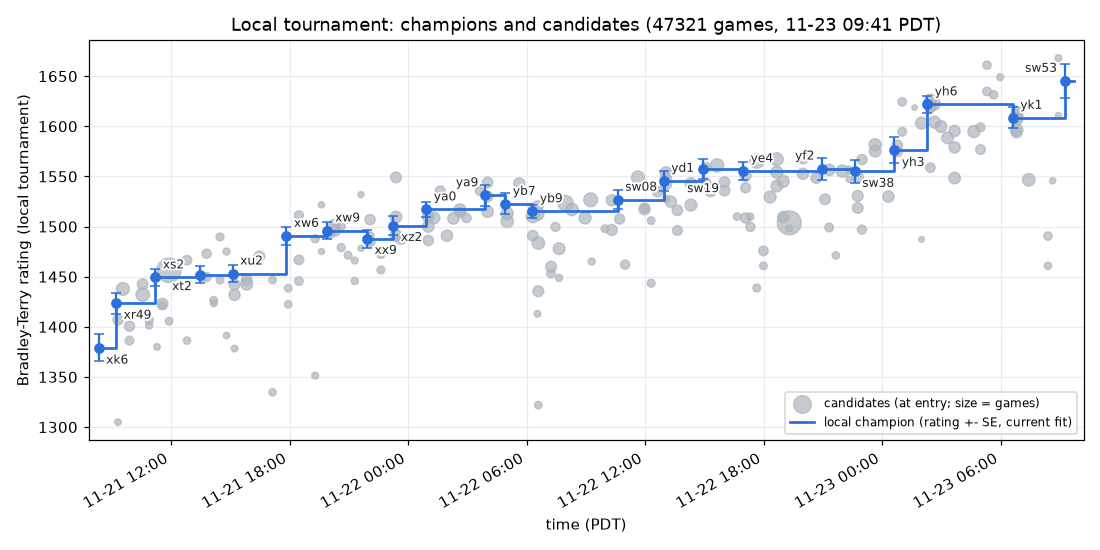 Local tournament: champions and candidates (47321 games, 11-23 09:41 PDT)
Bradley-Terry rating (local tournament)
1650
1600
1550
1500
1450
1400
1350
1300
xk6
xr49
xs2
xt2
xu2
xw6
xw9
xx9
xz2
ya0
ya9
yb7
yb9
sw08
yd1
sw19
ye4
yf2
sw38
yh3
yh6
yk1
sw53
candidates (at entry; size = games)
local champion (rating +- SE, current fit)
11-21 12:00
11-21 18:00
11-22 00:00
11-22 06:00
11-22 12:00
11-22 18:00
11-23 00:00
11-23 06:00
time (PDT)